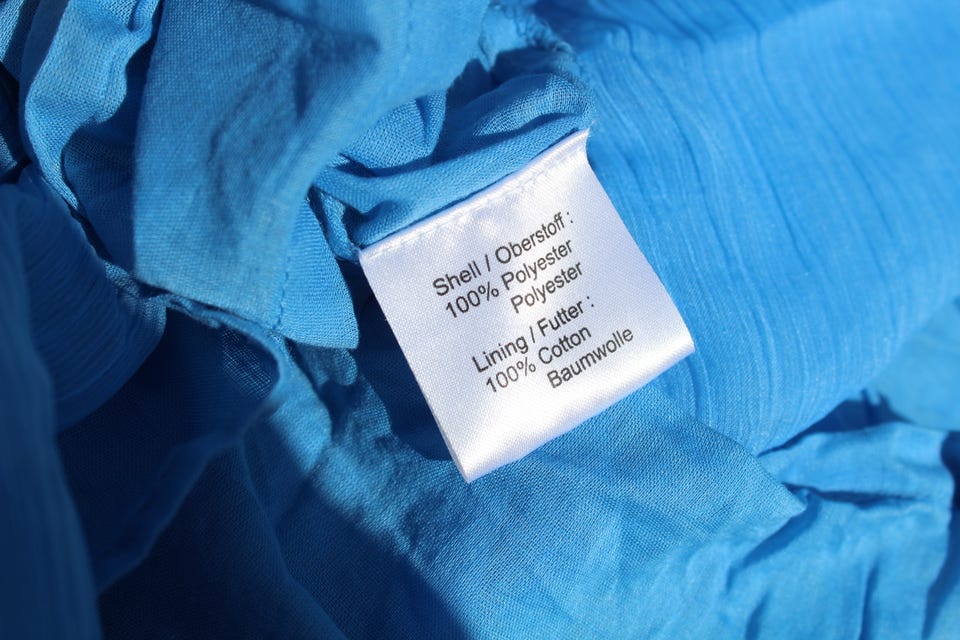 Shell / Oberstoff :
100% Polyester
Polyester
Lining / Futter :
100% Cotton
Baumwolle